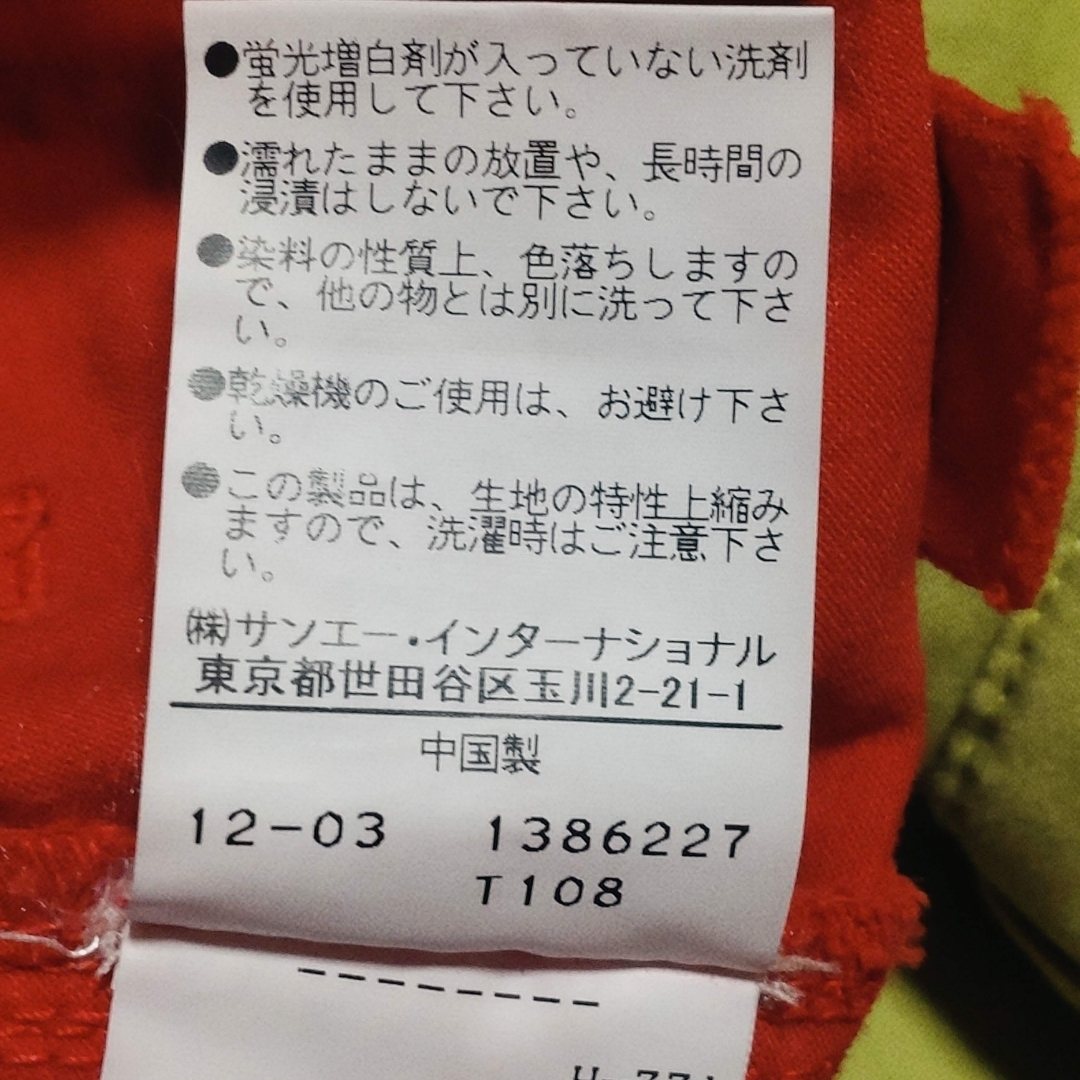 ●蛍光増白剤が入っていない洗剤
を使用して下さい。
●濡れたままの放置や、長時間の
浸漬はしないで下さい。
●染料の性質上、色落ちしますの
で、他の物とは別に洗って下さ
い。
●乾燥機のご使用は、お避け下さ
い。
●この製品は、生地の特性上縮み
ますので、洗濯時はご注意下さ
い。
㈱サンエー・インターナショナル
東京都世田谷区玉川2-21-1
中国製
12-03 1386227
T108
--------